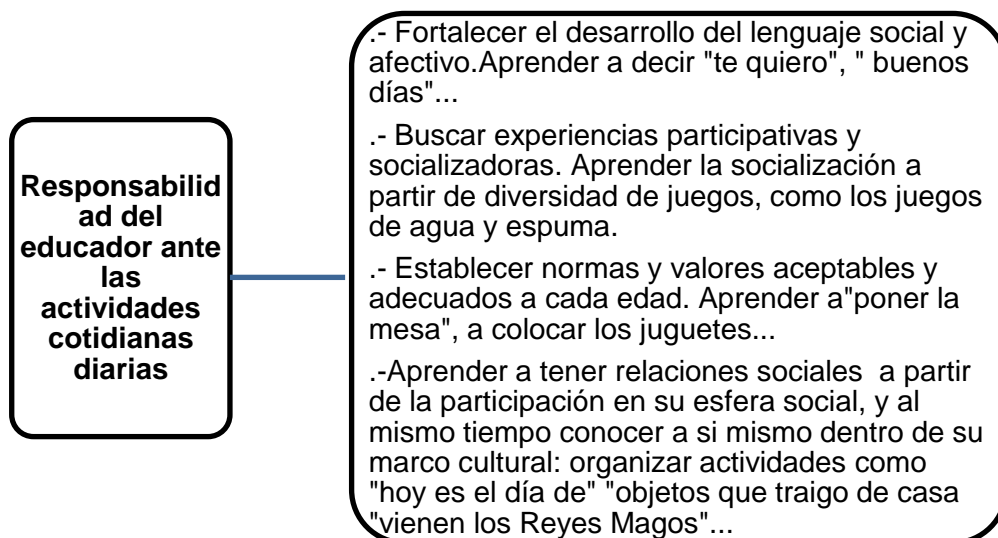 Responsabilid
ad del
educador ante
las
actividades
cotidianas
diarias
.- Fortalecer el desarrollo del lenguaje social y
afectivo.Aprender a decir "te quiero", " buenos
días"...
.- Buscar experiencias participativas y
socializadoras. Aprender la socialización a
partir de diversidad de juegos, como los juegos
de agua y espuma.
.- Establecer normas y valores aceptables y
adecuados a cada edad. Aprender a"poner la
mesa", a colocar los juguetes...
.-Aprender a tener relaciones sociales  a partir
de la participación en su esfera social, y al
mismo tiempo conocer a si mismo dentro de su
marco cultural: organizar actividades como
"hoy es el día de" "objetos que traigo de casa
"vienen los Reyes Magos"...